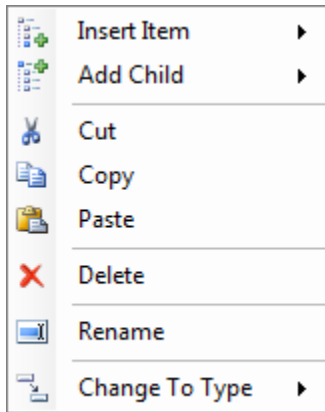 Insert Item
Add Child
Cut
Copy
Paste
Delete
Rename
Change To Type